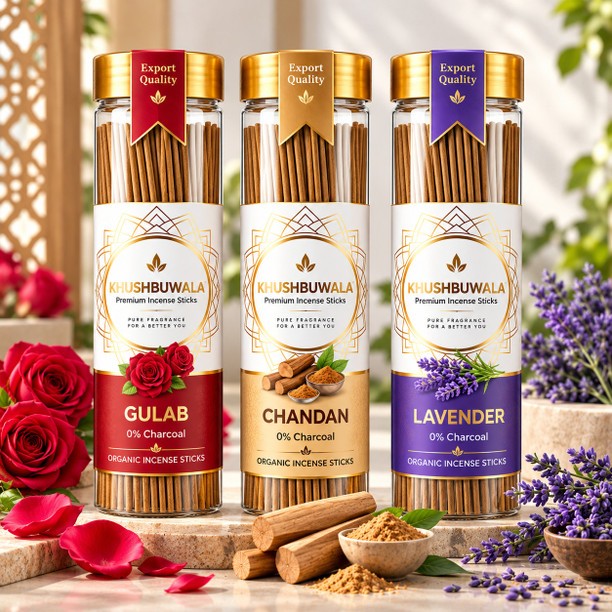 Export
Quality
KHUSHBUWALA
Premium Incense Sticks
PURE FRAGRANCE
FOR A BETTER YOU
GULAB
0% Charcoal
ORGANIC INCENSE STICKS
Export
Quality
KHUSHBUWALA
Premium Incense Sticks
PURE FRAGRANCE
FOR A BETTER YOU
CHANDAN
0% Charcoal
ORGANIC INCENSE STICKS
Export
Quality
KHUSHBUWALA
Premium Incense Sticks
PURE FRAGRANCE
FOR A BETTER YOU
LAVENDER
0% Charcoal
ORGANIC INCENSE STICKS